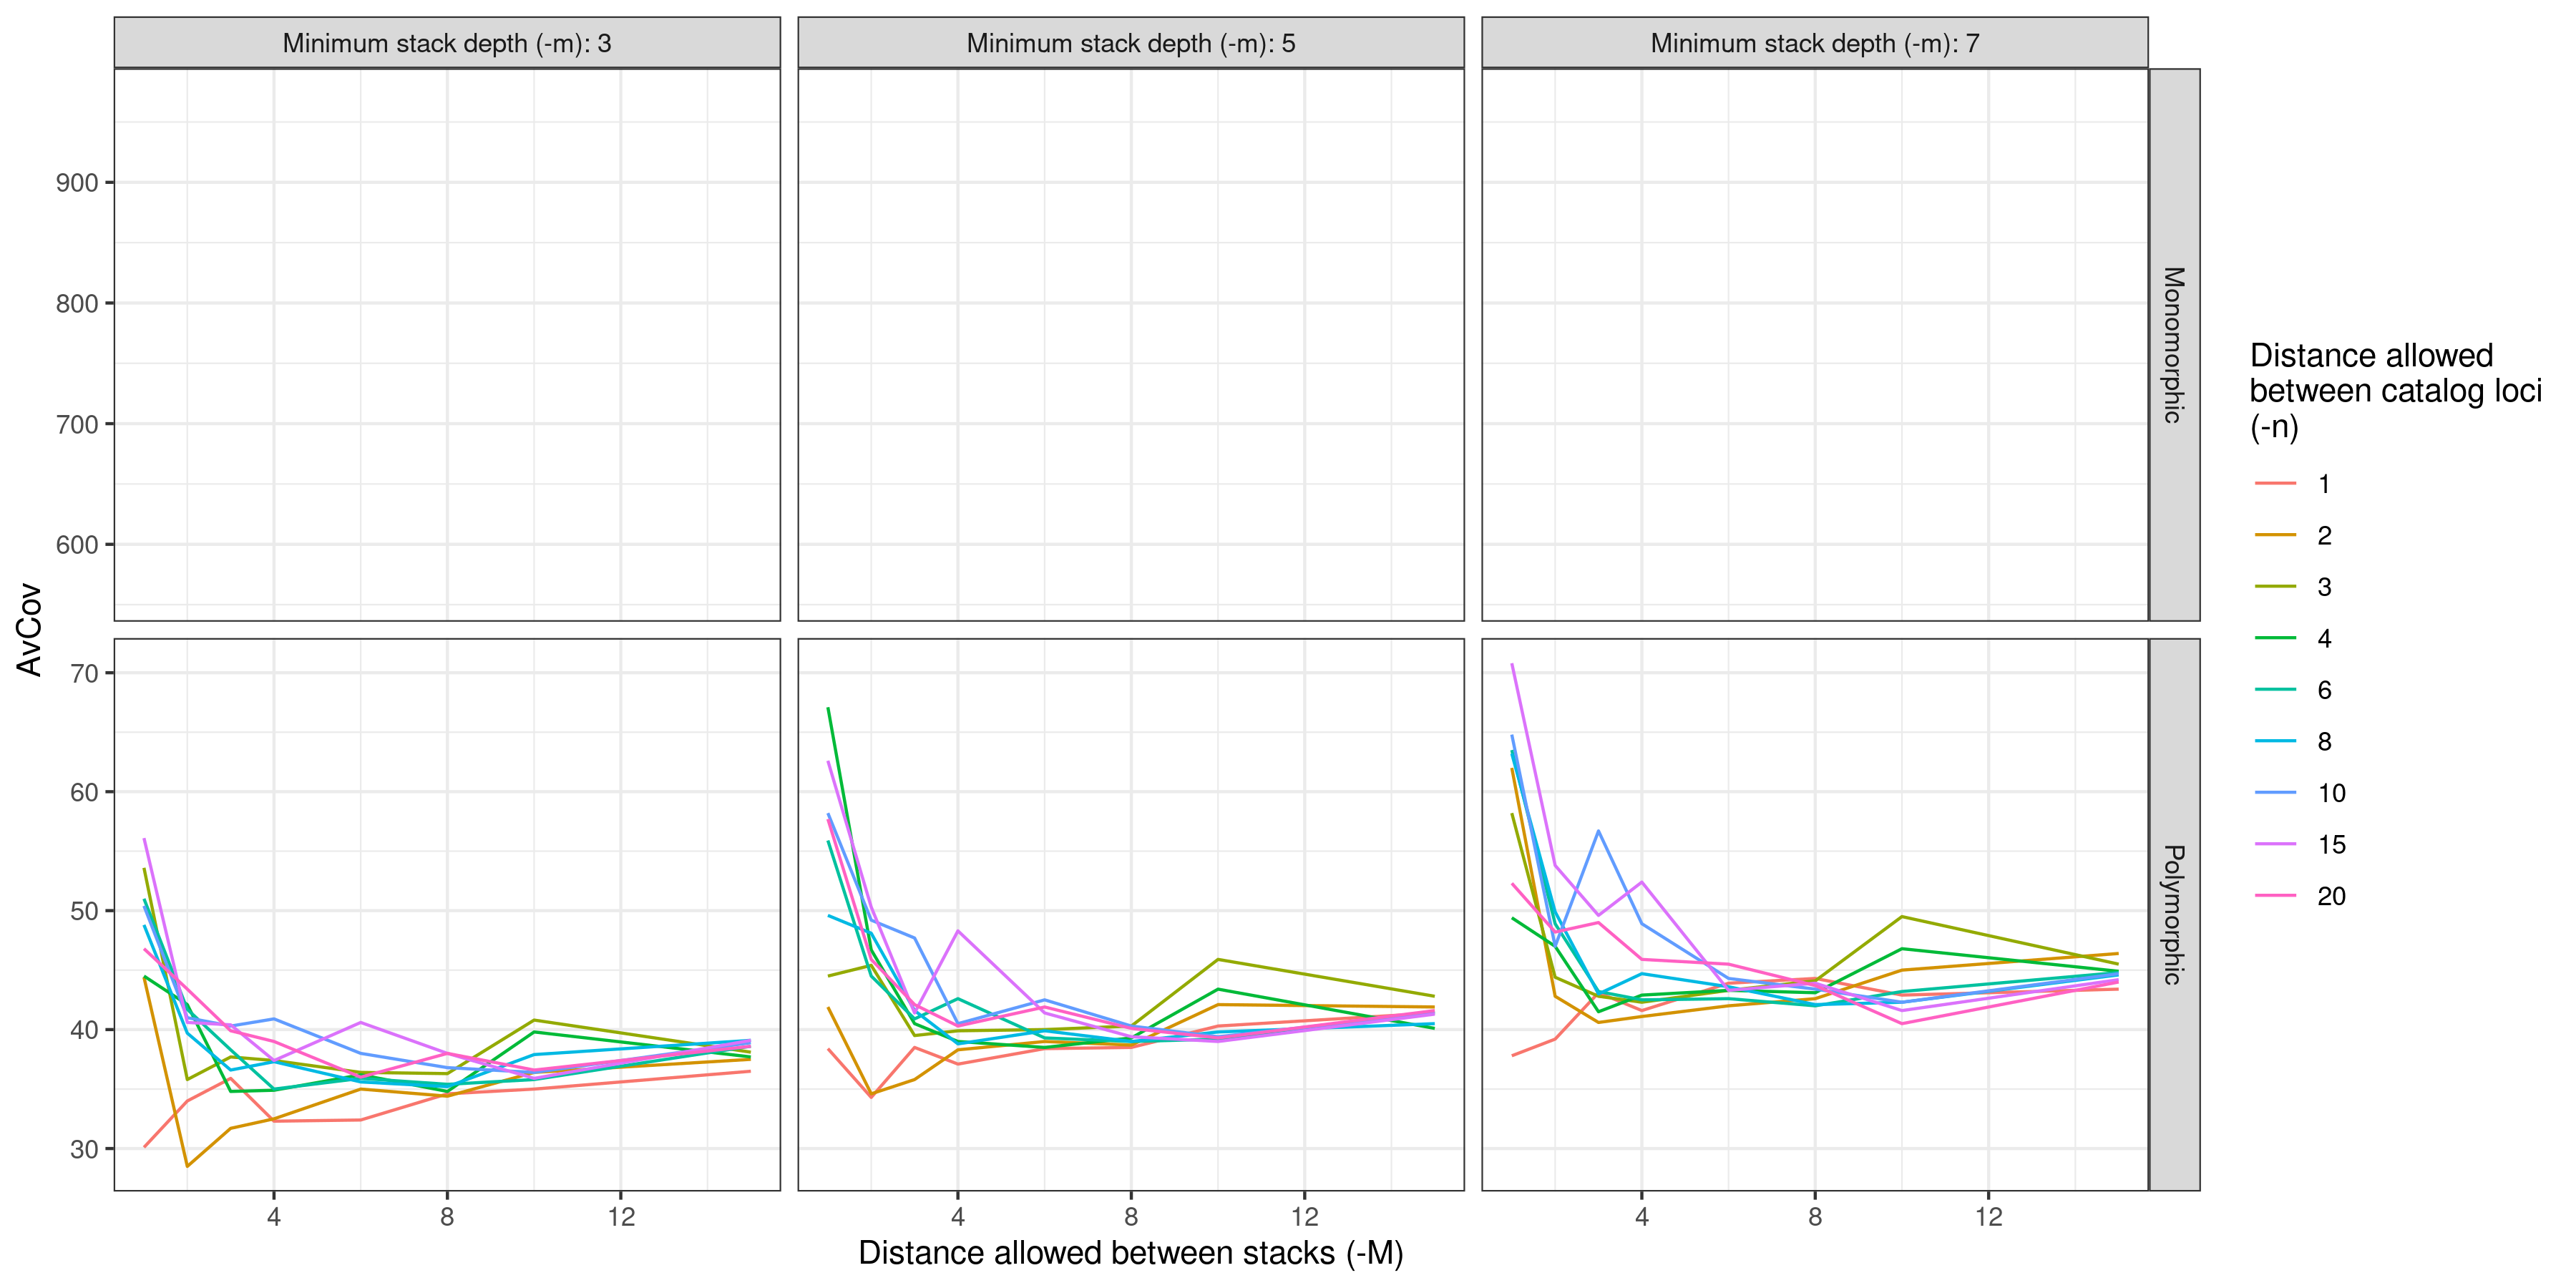 Minimum stack depth (-m): 3
Minimum stack depth (-m): 5
Minimum stack depth (-m): 7
900
800
700
600
Monomorphic
AvCov
70
60
50
40
30
Polymorphic
4
8
12
4
8
12
4
8
12
Distance allowed between stacks (-M)
Distance allowed
between catalog loci
(-n)
1
2
3
4
6
8
10
15
20